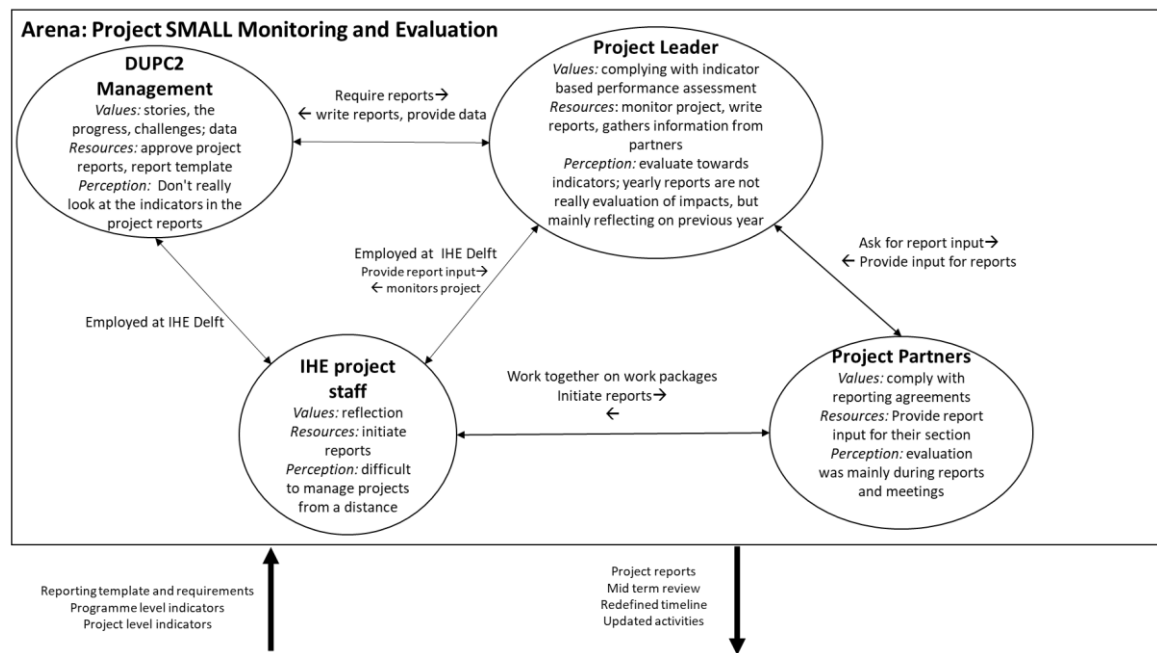 Arena: Project SMALL Monitoring and Evaluation
DUPC2
Management
Values: stories, the
progress, challenges; data
Resources: approve project
reports, report template
Perception: Don't really
look at the indicators in the
project reports
Require reports→
← write reports, provide data
Project Leader
Values: complying with indicator
based performance assessment
Resources: monitor project, write
reports, gathers information from
partners
Perception: evaluate towards
indicators; yearly reports are not
really evaluation of impacts, but
mainly reflecting on previous year
Employed at IHE Delft
Employed at IHE Delft
Provide report input→
← monitors project
Ask for report input→
← Provide input for reports
IHE project
staff
Values: reflection
Resources: initiate
reports
Perception: difficult
to manage projects
from a distance
Work together on work packages
Initiate reports→
←
Project Partners
Values: comply with
reporting agreements
Resources: Provide report
input for their section
Perception: evaluation
was mainly during reports
and meetings
Reporting template and requirements
Programme level indicators
Project level indicators
Project reports
Mid term review
Redefined timeline
Updated activities